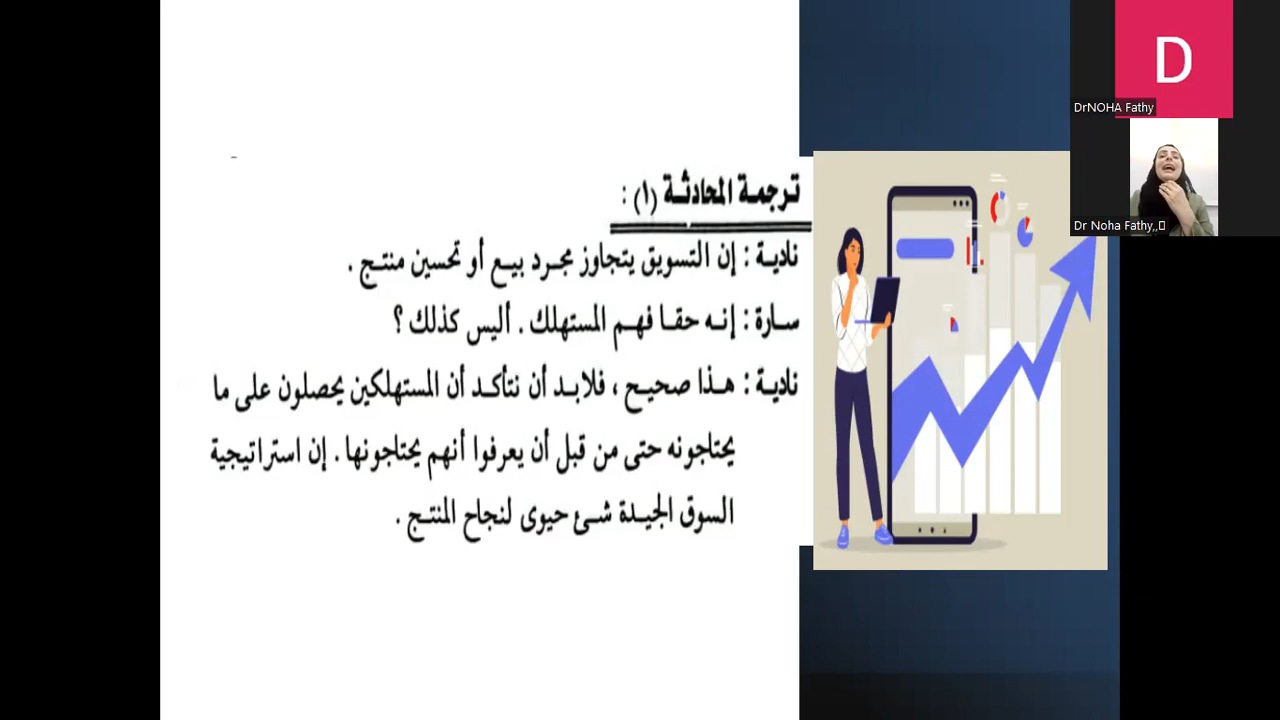 ترجمة المحادثة (١) :
نادية : إن التسويق يتجاوز مجرد بيع أو تحسين منتج .
سارة : إنه حقا فهم المستهلك . أليس كذلك ؟
نادية : هذا صحيح ، فلابد أن نتأكد أن المستهلكين يحصلون على ما
يحتاجونه حتى من قبل أن يعرفوا أنهم يحتاجونها . إن استراتيجية
السوق الجيدة شئ حيوى لنجاح المنتج .
D
DrNOHA Fathy
Dr Noha Fathy,,